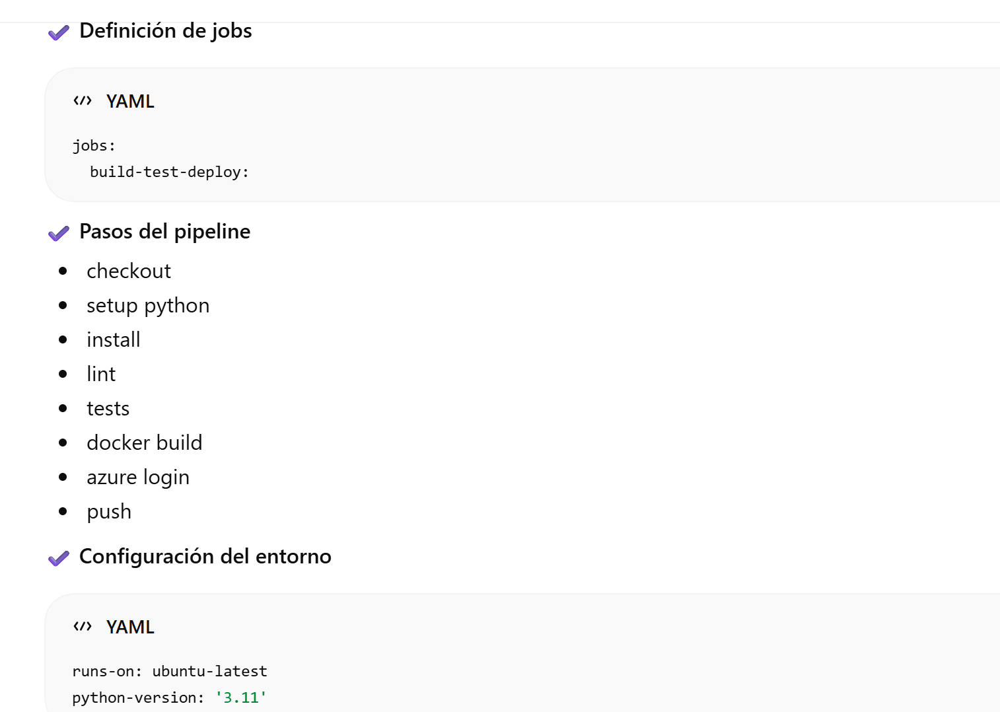 Definición de jobs
</> YAML
jobs:
  build-test-deploy:
Pasos del pipeline
• checkout
• setup python
• install
• lint
• tests
• docker build
• azure login
• push
Configuración del entorno
</> YAML
runs-on: ubuntu-latest
python-version: '3.11'